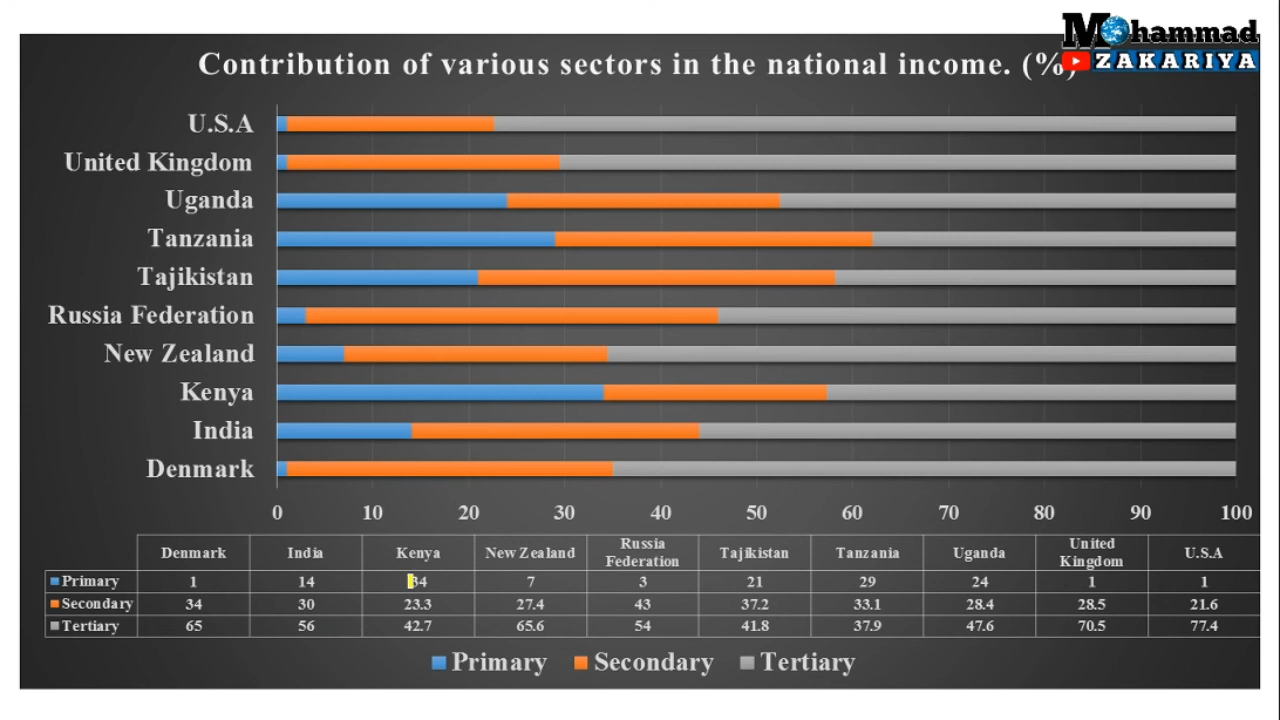 Mohammad
ZAKARIYA
Contribution of various sectors in the national income. (%)
U.S.A
United Kingdom
Uganda
Tanzania
Tajikistan
Russia Federation
New Zealand
Kenya
India
Denmark
0 10 20 30 40 50 60 70 80 90 100
Denmark India Kenya New Zealand Russia Federation Tajikistan Tanzania Uganda United Kingdom U.S.A
Primary 1 14 34 7 3 21 29 24 1 1
Secondary 34 30 23.3 27.4 43 37.2 33.1 28.4 28.5 21.6
Tertiary 65 56 42.7 65.6 54 41.8 37.9 47.6 70.5 77.4
Primary Secondary Tertiary